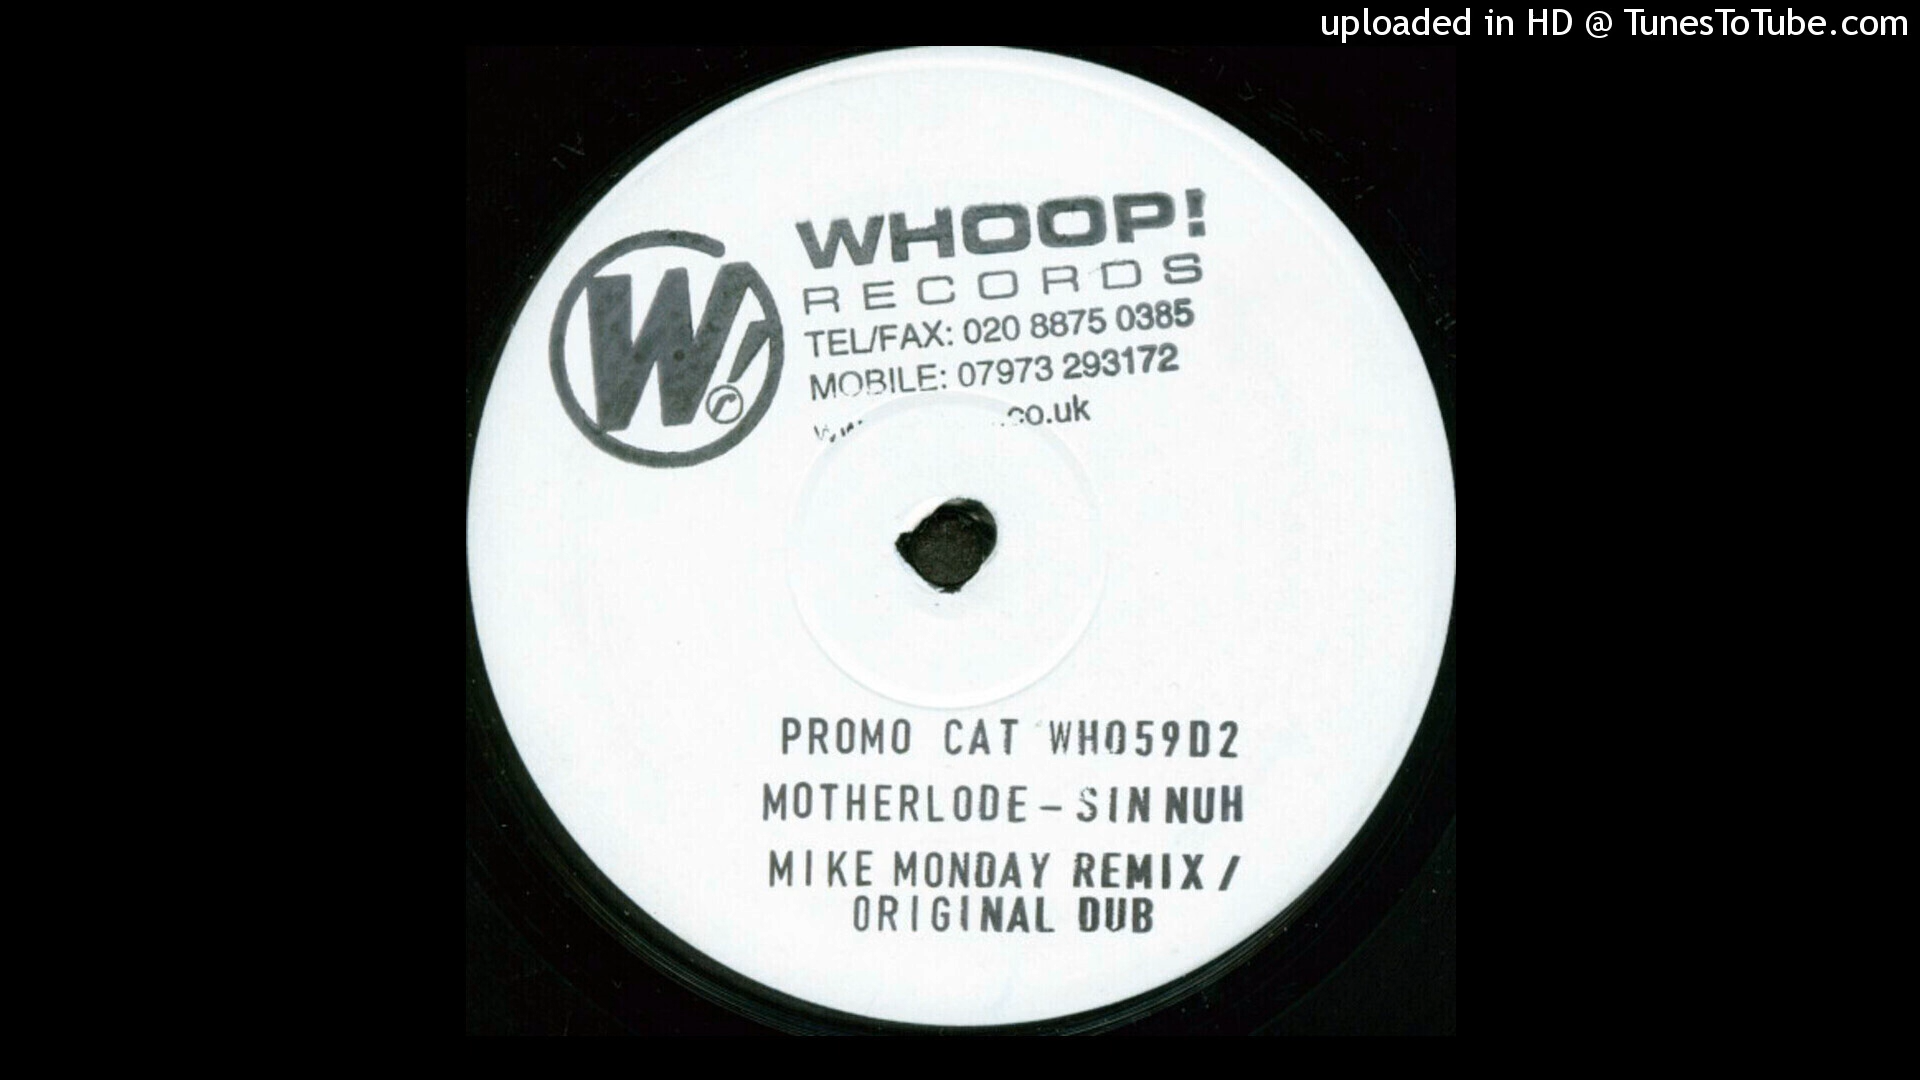 uploaded in HD @ TunesToTube.com
WHOOP!
RECORDS
W!
r
TEL/FAX: 020 8875 0385
MOBILE: 07973 293172
.co.uk
PROMO CAT WHO59D2
MOTHERLODE - SIN NUH
MIKE MONDAY REMIX /
ORIGINAL DUB